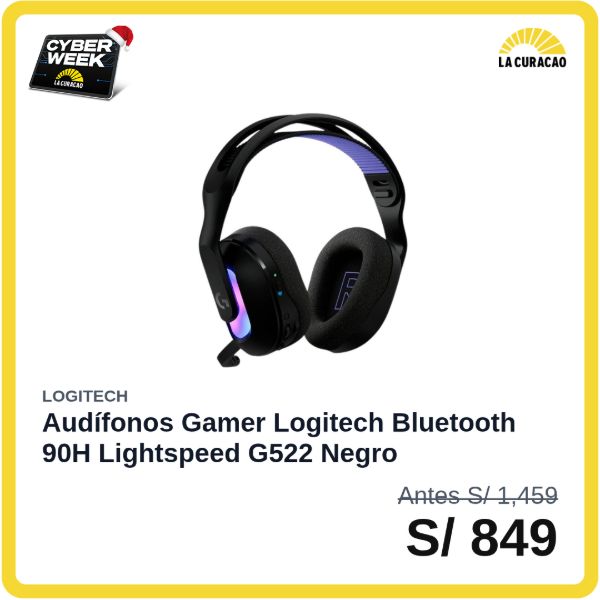 CYBER
WEEK
LA CURACAO
LA CURACAO
LOGITECH
Audífonos Gamer Logitech Bluetooth
90H Lightspeed G522 Negro
Antes S/ 1,459
S/ 849